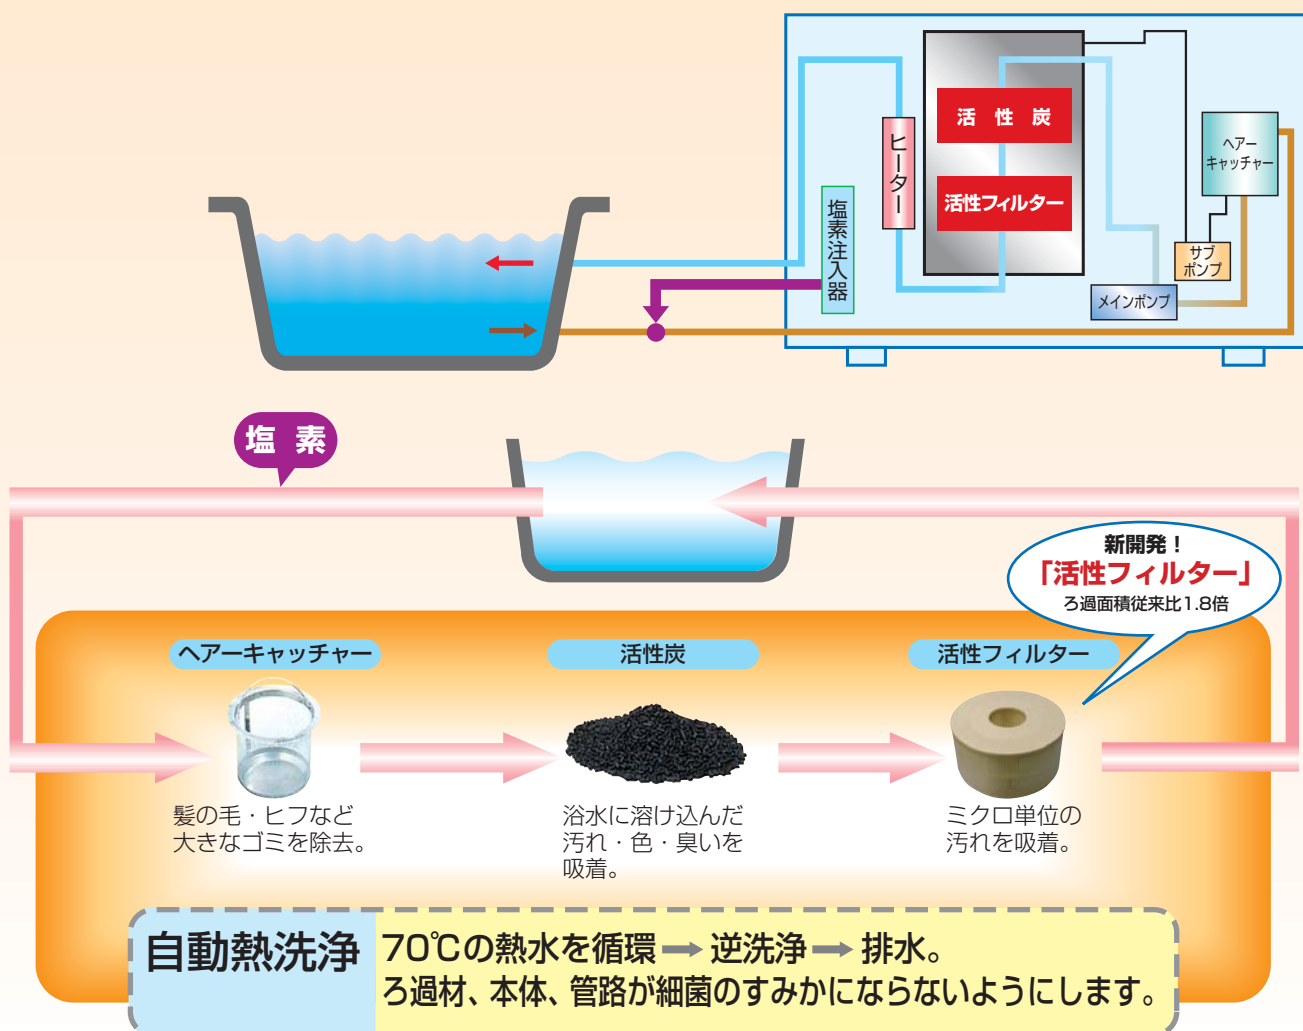 活性炭
活性フィルター
ヒーター
塩素注入器
ヘアー
キャッチャー
サブ
ポンプ
メインポンプ
塩素
新開発!
「活性フィルター」
ろ過面積従来比1.8倍
ヘアーキャッチャー
髪の毛・ヒフなど
大きなゴミを除去。
活性炭
浴水に溶け込んだ
汚れ・色・臭いを
吸着。
活性フィルター
ミクロ単位の
汚れを吸着。
自動熱洗浄
70℃の熱水を循環➡逆洗浄➡排水。
ろ過材、本体、管路が細菌のすみかにならないようにします。